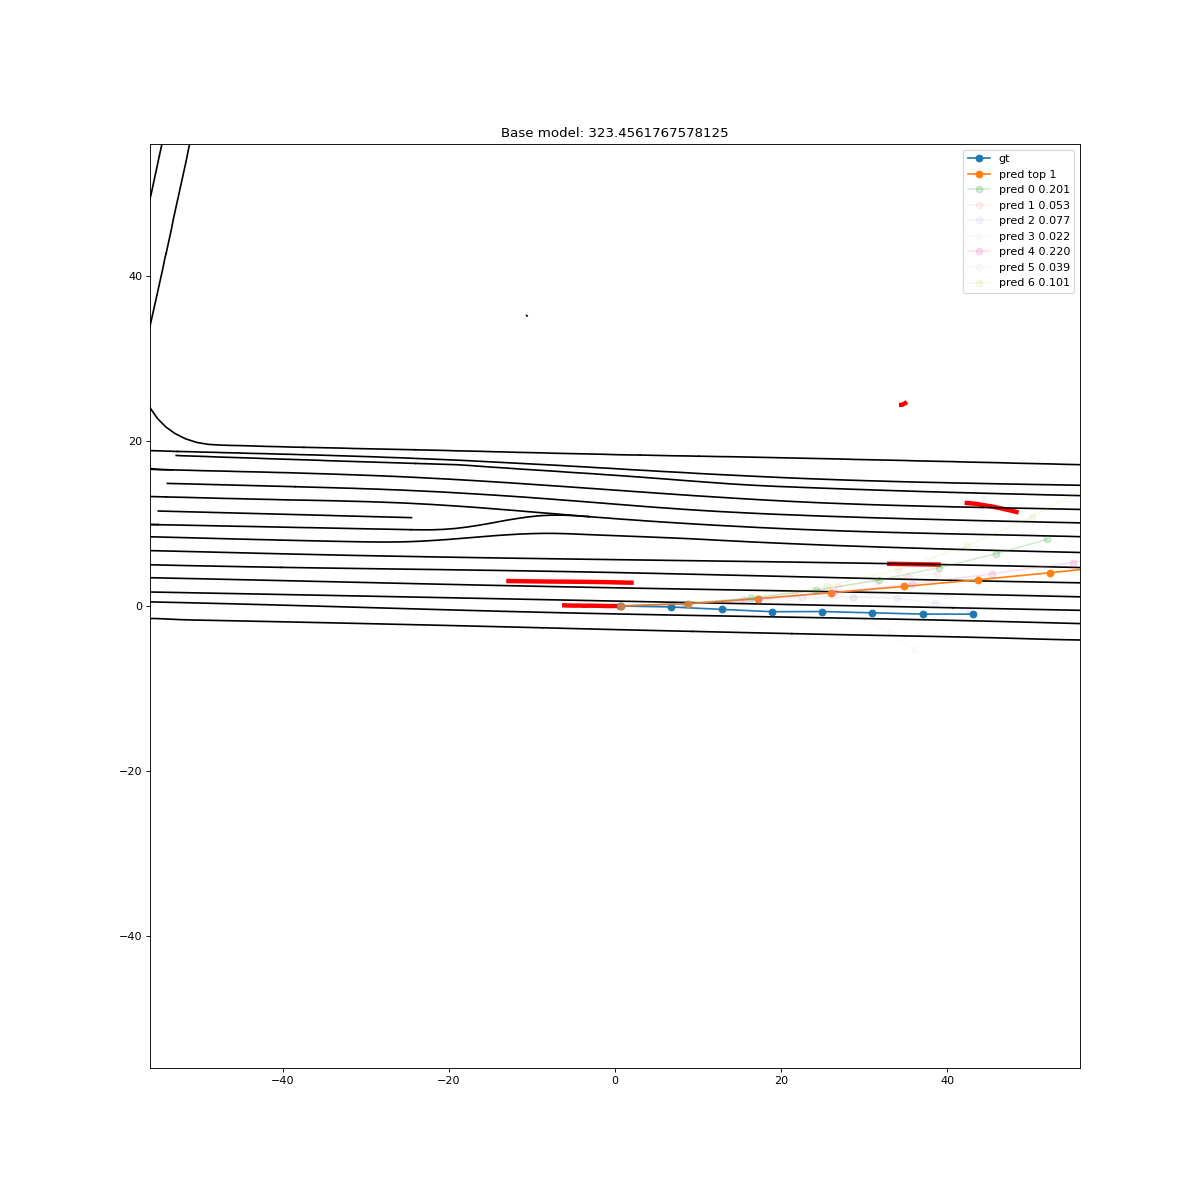 Base model: 323.4561767578125
gt
pred top 1
pred 0 0.201
pred 1 0.053
pred 2 0.077
pred 3 0.022
pred 4 0.220
pred 5 0.039
pred 6 0.101
40
20
0
−20
−40
−40 −20 0 20 40